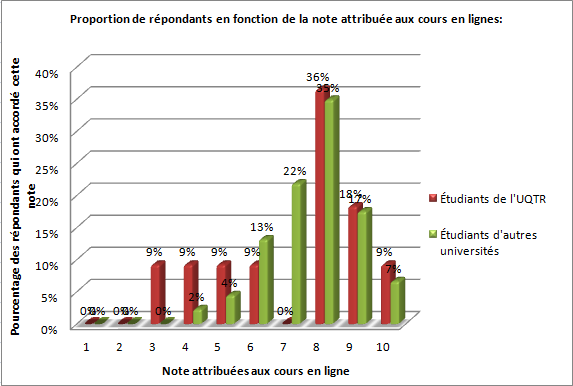 Proportion de répondants en fonction de la note attribuée aux cours en lignes:
Pourcentage des répondants qui ont accordé cette
note
40%
35%
30%
25%
20%
15%
10%
5%
0%
0% 0% 0% 0% 9% 0% 9% 2% 9% 4% 9% 13% 0% 22% 36% 35% 18% 17% 9% 7%
1 2 3 4 5 6 7 8 9 10
Note attribuées aux cours en ligne
Étudiants de l'UQTR
Étudiants d'autres
universités